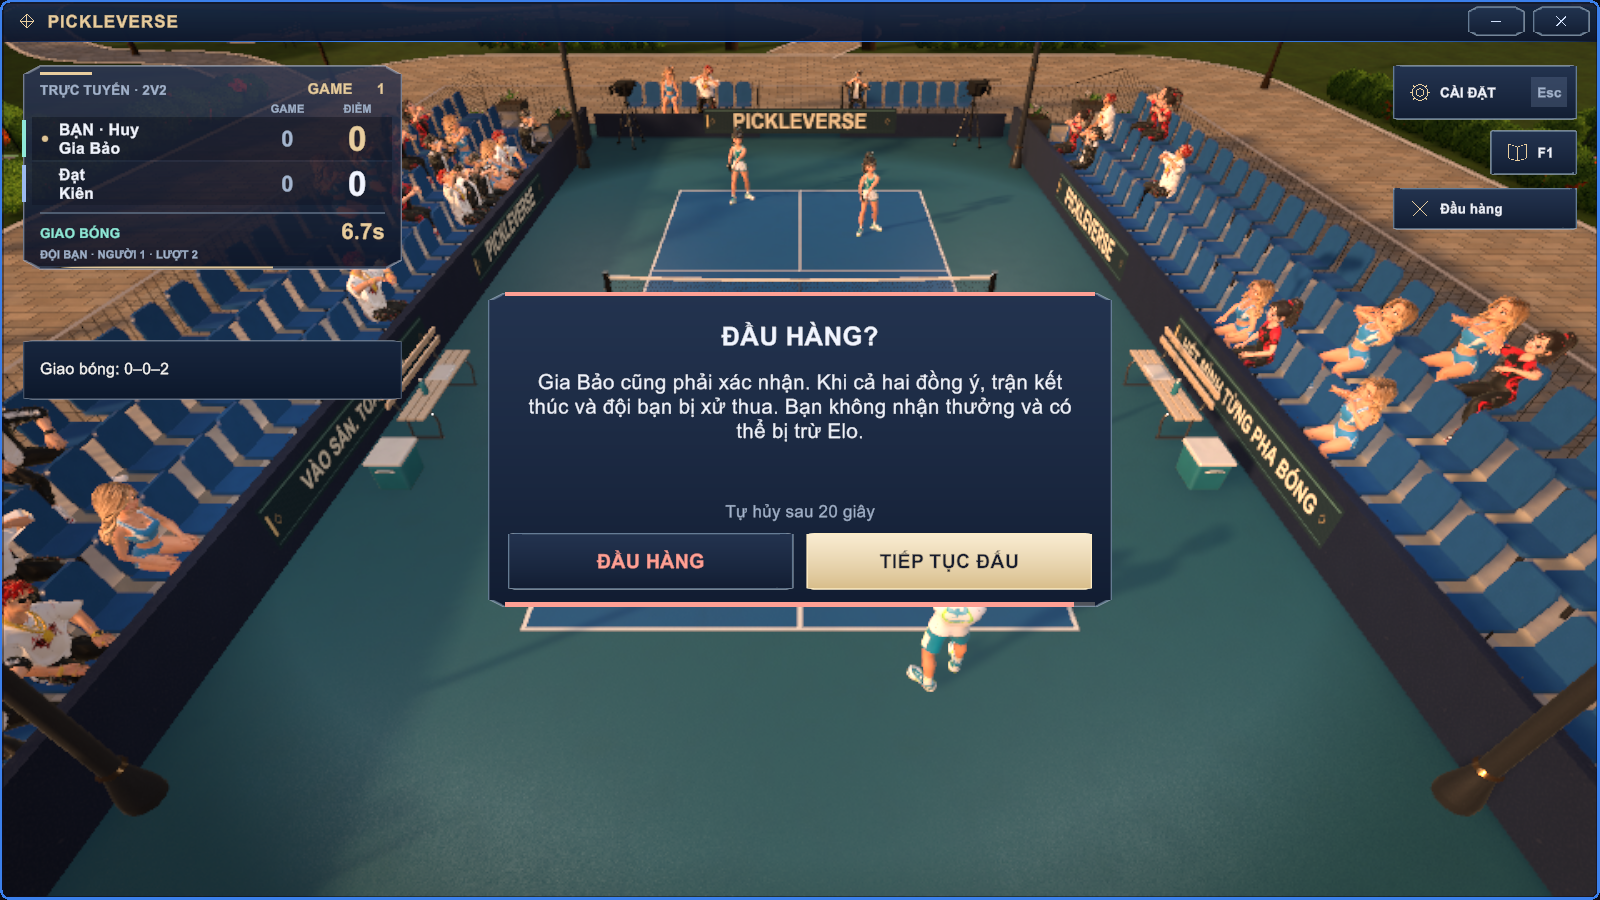 PICKLEVERSE
TRỰC TUYẾN · 2V2
GAME 1
GAME ĐIỂM
BẠN · Huy
Gia Bảo
0 0
Đạt
Kiên
0 0
GIAO BÓNG
6.7s
ĐỘI BẠN · NGƯỜI 1 · LƯỢT 2
Giao bóng: 0–0–2
CÀI ĐẶT Esc
F1
Đầu hàng
PICKLEVERSE
PICKLEVERSE
PICKLEVERSE
VÀO SÂN.
HẾT MÌNH TỪNG PHA BÓNG
ĐẦU HÀNG?
Gia Bảo cũng phải xác nhận. Khi cả hai đồng ý, trận kết
thúc và đội bạn bị xử thua. Bạn không nhận thưởng và có
thể bị trừ Elo.
Tự hủy sau 20 giây
ĐẦU HÀNG
TIẾP TỤC ĐẤU